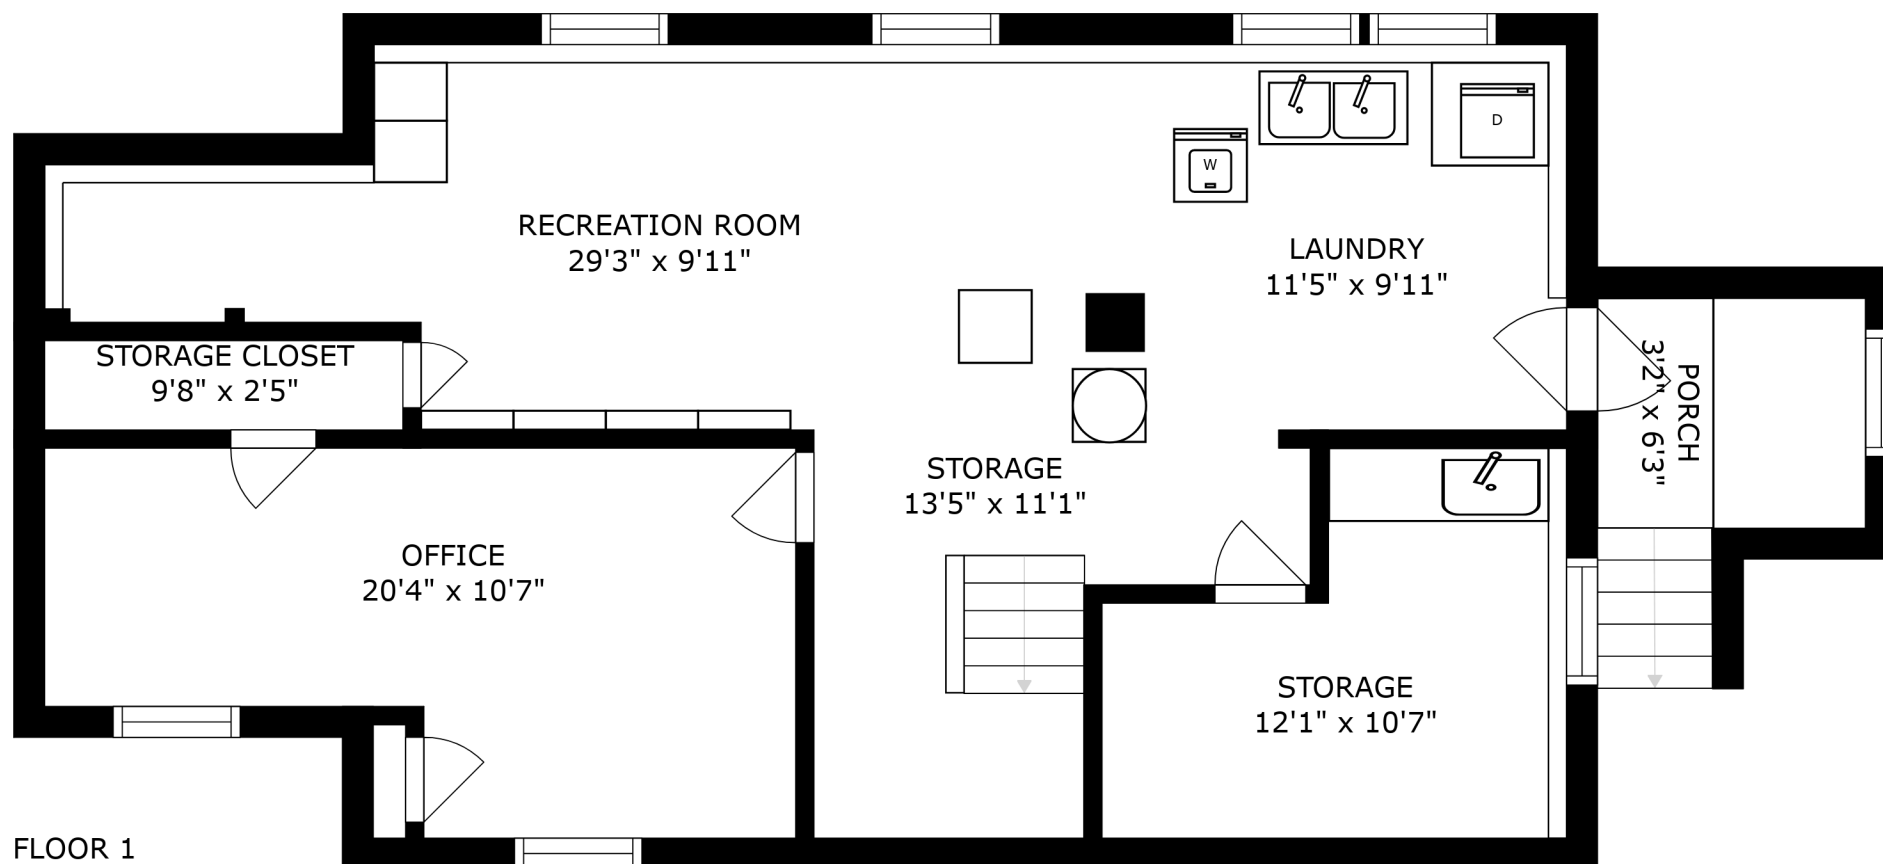 D
W
RECREATION ROOM
29'3" x 9'11"
LAUNDRY
11'5" x 9'11"
STORAGE CLOSET
9'8" x 2'5"
PORCH
3'2" x 6'3"
STORAGE
13'5" x 11'1"
OFFICE
20'4" x 10'7"
STORAGE
12'1" x 10'7"
FLOOR 1